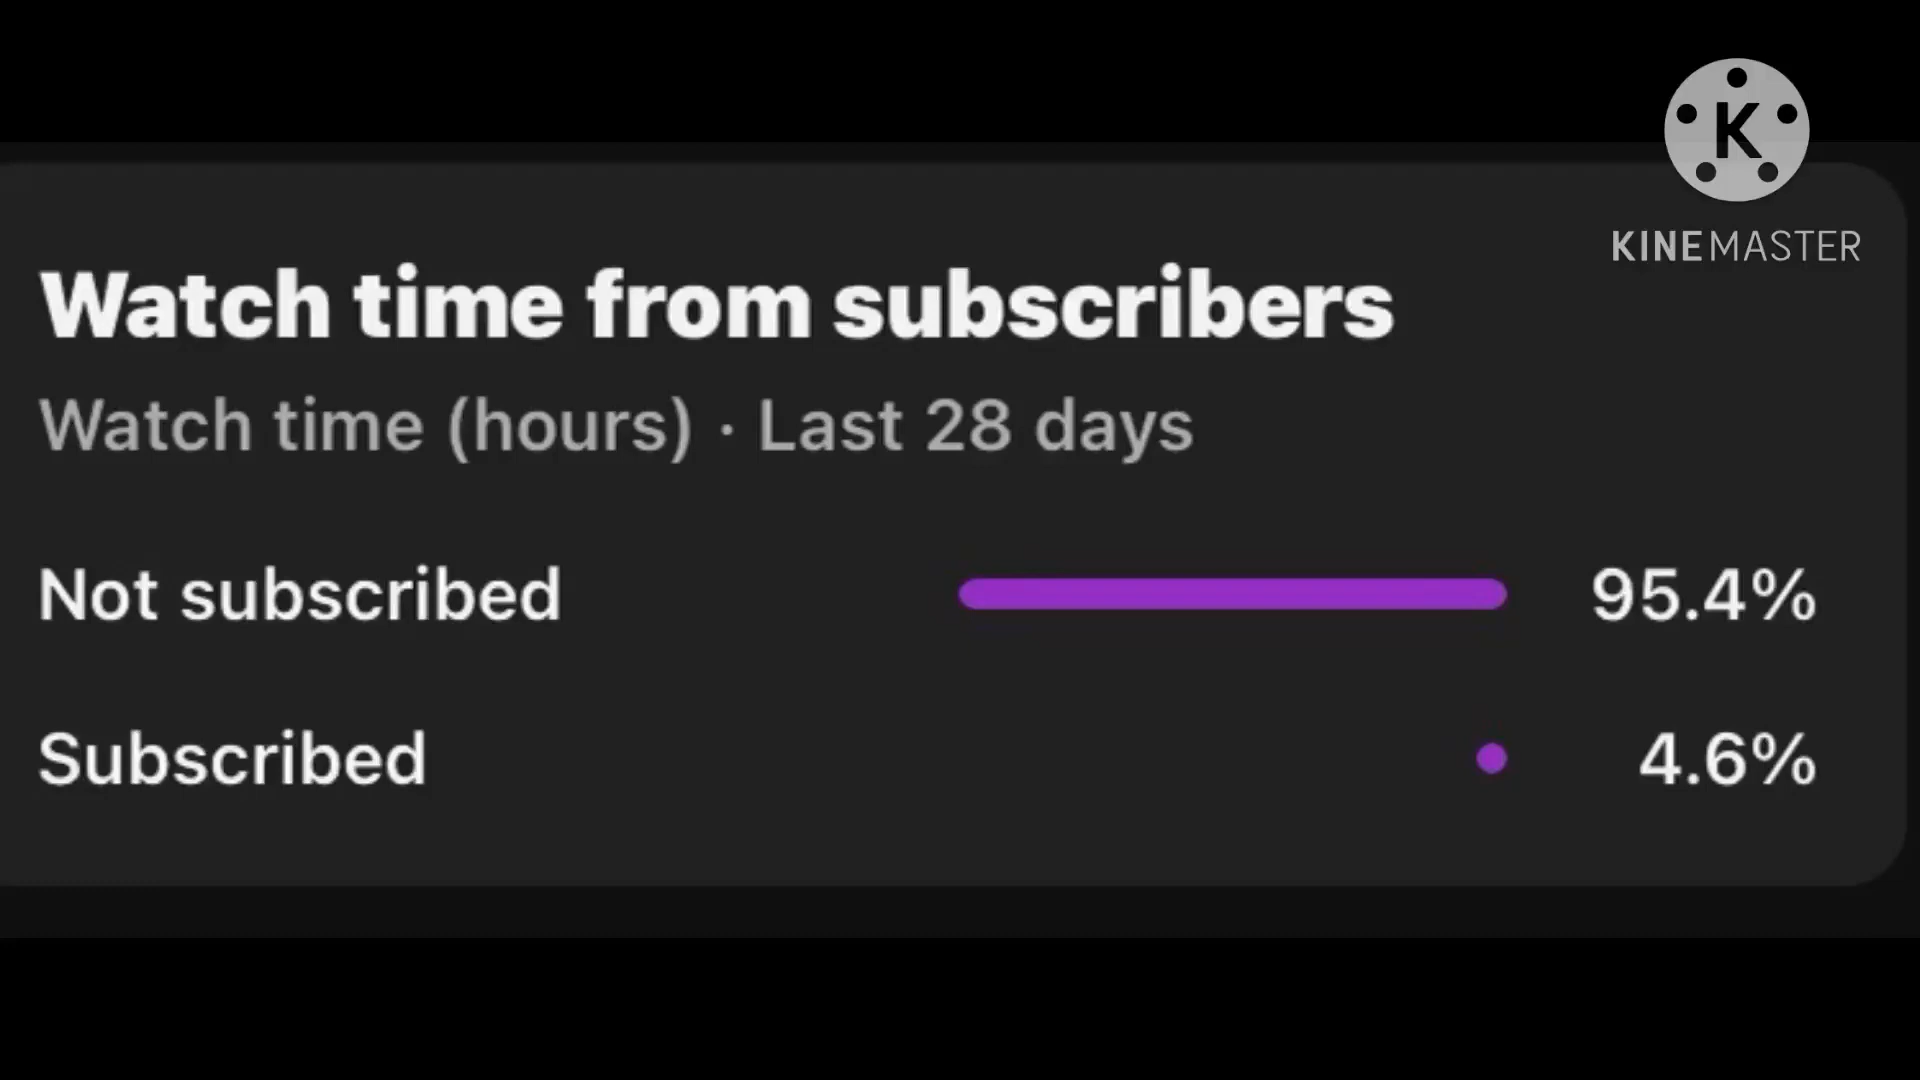 K
KINEMASTER
Watch time from subscribers
Watch time (hours) · Last 28 days
Not subscribed 95.4%
Subscribed 4.6%